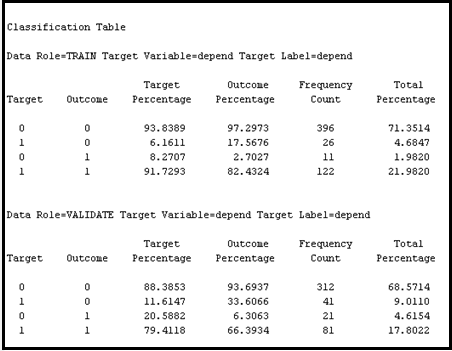 Classification Table
Data Role=TRAIN Target Variable=depend Target Label=depend
Target Outcome Frequency Total
Target Outcome Percentage Percentage Count Percentage
0 0 93.8389 97.2973 396 71.3514
1 0 6.1611 17.5676 26 4.6847
0 1 8.2707 2.7027 11 1.9820
1 1 91.7293 82.4324 122 21.9820
Data Role=VALIDATE Target Variable=depend Target Label=depend
Target Outcome Frequency Total
Target Outcome Percentage Percentage Count Percentage
0 0 88.3853 93.6937 312 68.5714
1 0 11.6147 33.6066 41 9.0110
0 1 20.5882 6.3063 21 4.6154
1 1 79.4118 66.3934 81 17.8022